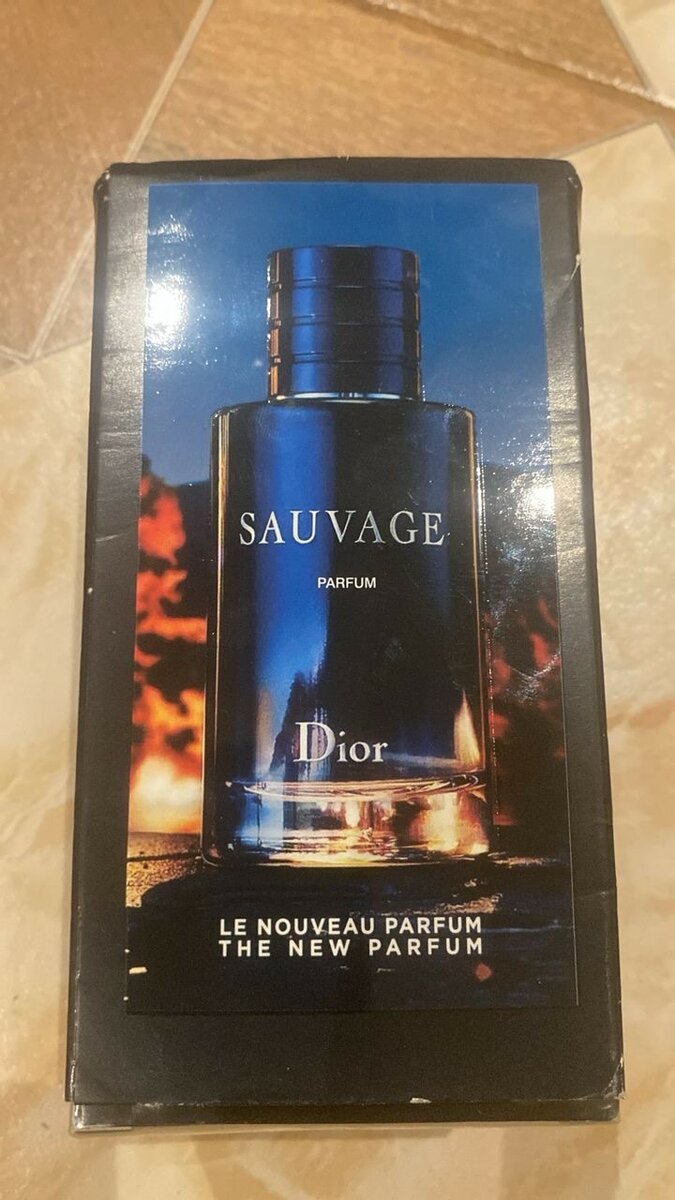 SAUVAGE
PARFUM
Dior
LE NOUVEAU PARFUM
THE NEW PARFUM